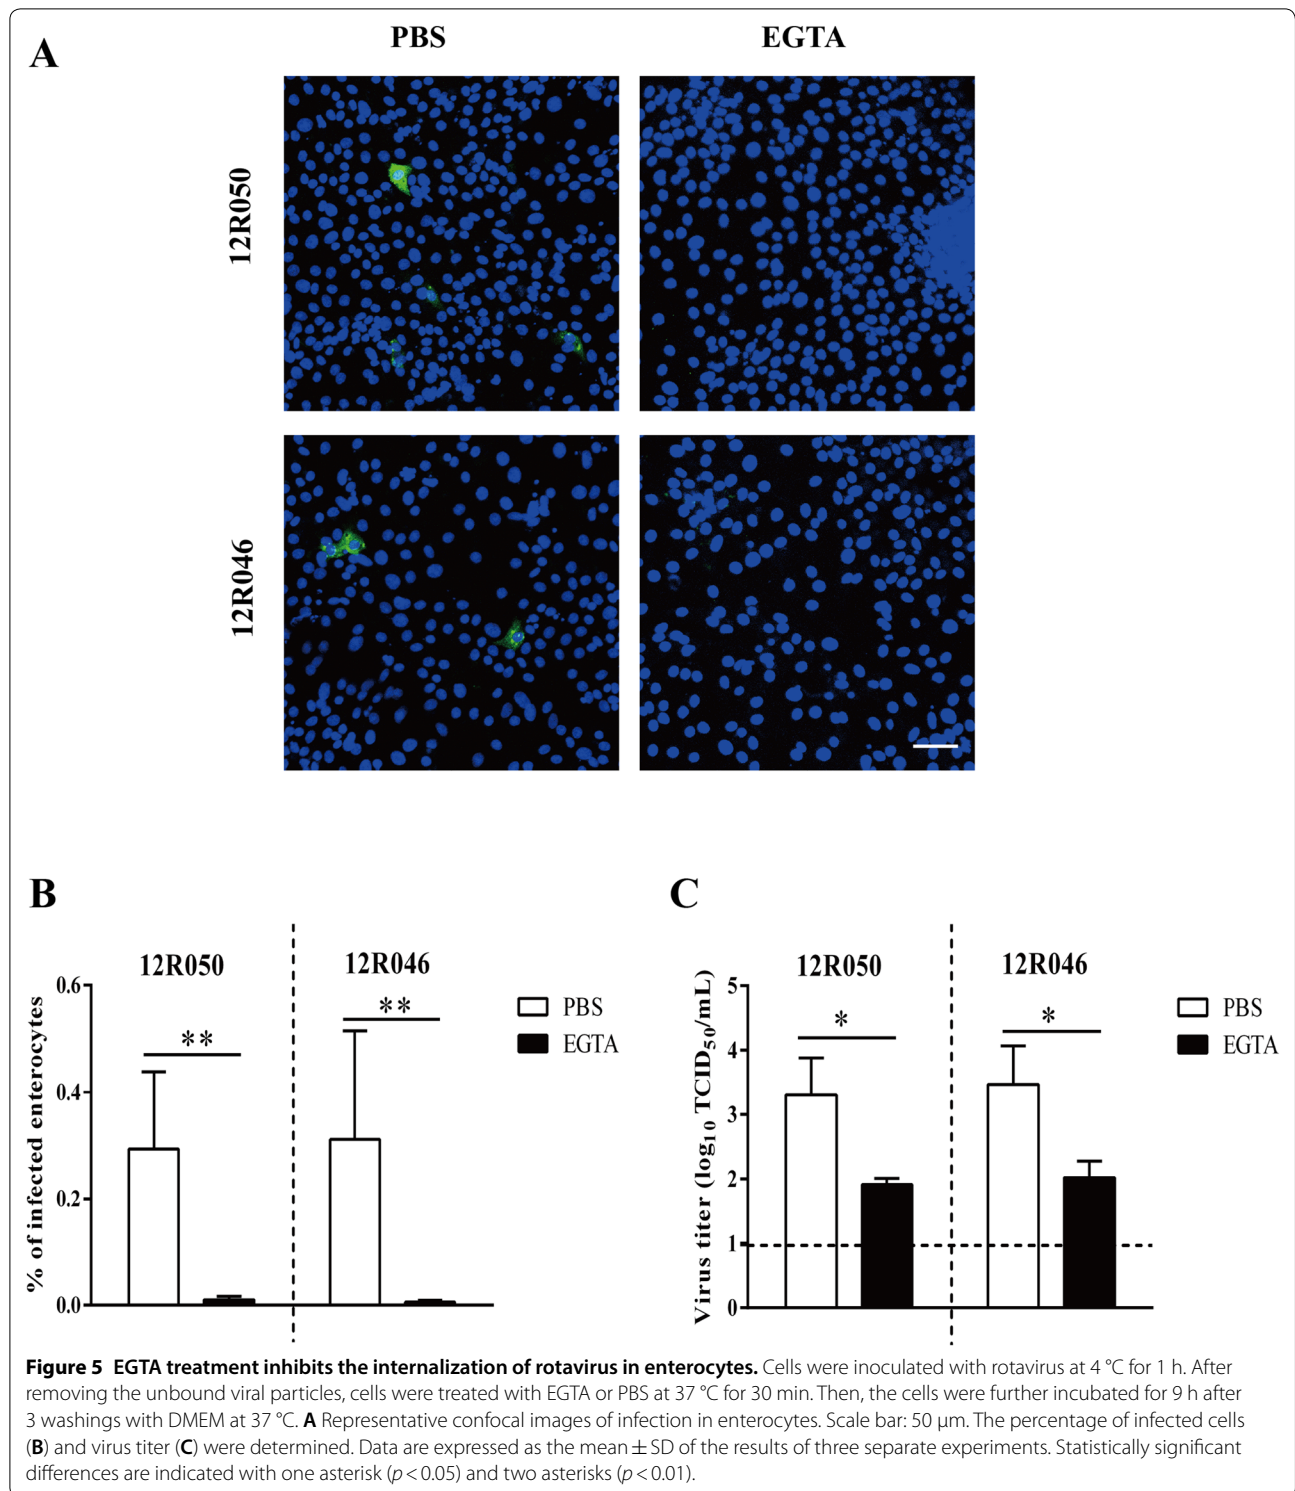 A
PBS
EGTA
12R050
12R046
B
12R050
12R046
% of infected enterocytes
0.6
0.4
0.2
0.0
**
**
PBS
EGTA
C
12R050
12R046
Virus titer (log10 TCID50/mL)
5
4
3
2
1
0
*
*
PBS
EGTA
Figure 5 EGTA treatment inhibits the internalization of rotavirus in enterocytes. Cells were inoculated with rotavirus at 4 °C for 1 h. After
removing the unbound viral particles, cells were treated with EGTA or PBS at 37 °C for 30 min. Then, the cells were further incubated for 9 h after
3 washings with DMEM at 37 °C. A Representative confocal images of infection in enterocytes. Scale bar: 50 μm. The percentage of infected cells
(B) and virus titer (C) were determined. Data are expressed as the mean ± SD of the results of three separate experiments. Statistically significant
differences are indicated with one asterisk (p < 0.05) and two asterisks (p < 0.01).